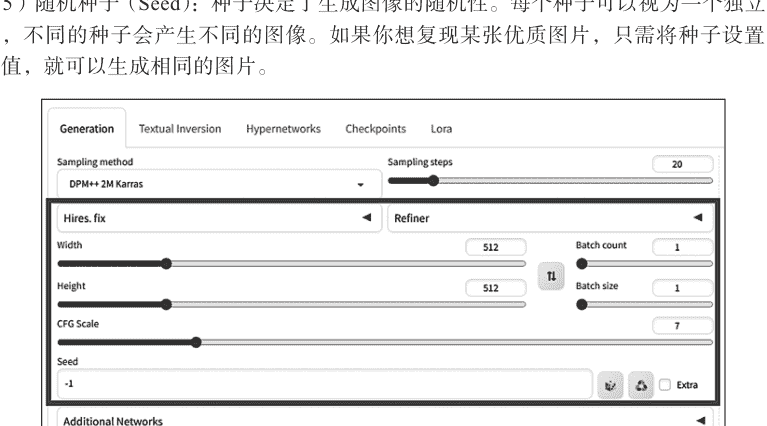 5）随机种子（Seed）：种子决定了生成图像的随机性。每个种子可以视为一个独立
，不同的种子会产生不同的图像。如果你想复现某张优质图片，只需将种子设置
值，就可以生成相同的图片。
Generation Textual Inversion Hypernetworks Checkpoints Lora
Sampling method Sampling steps 20
DPM++ 2M Karras
Hires. fix Refiner
Width 512 Batch count 1
Height 512 Batch size 1
CFG Scale 7
Seed
-1 Extra
Additional Networks